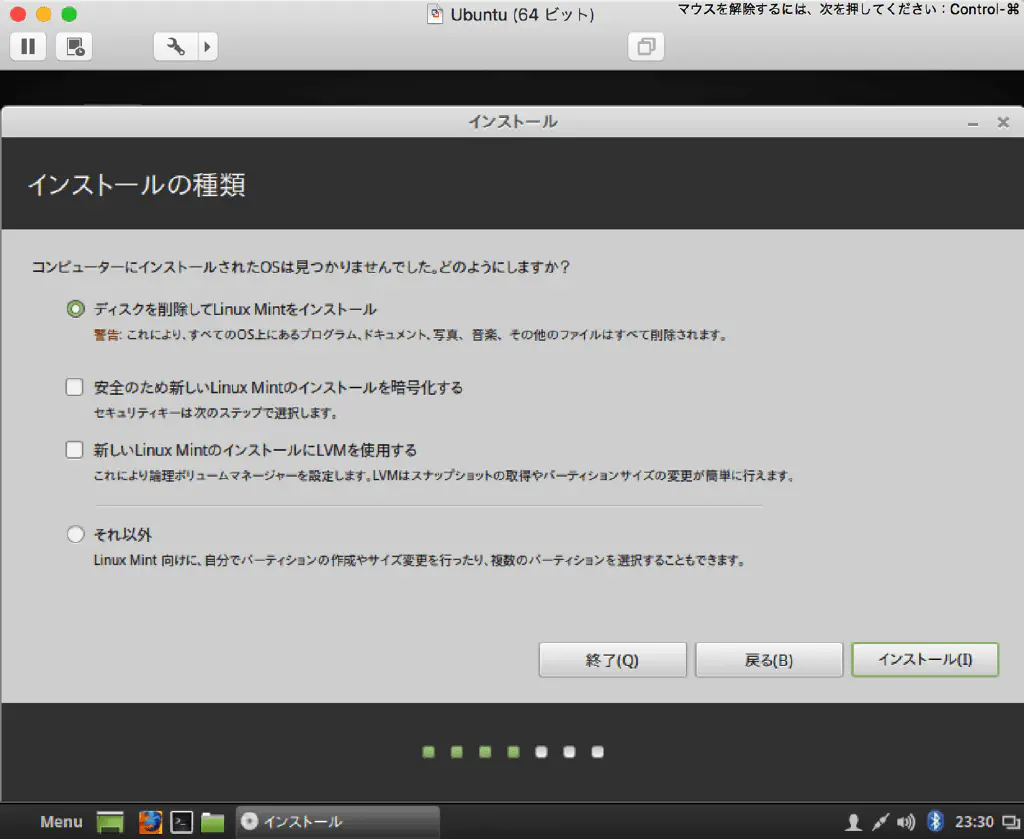 Ubuntu (64 ビット)
マウスを解除するには、次を押してください：Control-⌘
インストール
インストールの種類
コンピューターにインストールされたOSは見つかりませんでした。どのようにしますか？
ディスクを削除してLinux Mintをインストール
警告: これにより、すべてのOS上にあるプログラム、ドキュメント、写真、音楽、その他のファイルはすべて削除されます。
安全のため新しいLinux Mintのインストールを暗号化する
セキュリティキーは次のステップで選択します。
新しいLinux MintのインストールにLVMを使用する
これにより論理ボリュームマネージャーを設定します。LVMはスナップショットの取得やパーティションサイズの変更が簡単に行えます。
それ以外
Linux Mint 向けに、自分でパーティションの作成やサイズ変更を行ったり、複数のパーティションを選択することもできます。
終了(Q)
戻る(B)
インストール(I)
Menu
インストール
23:30